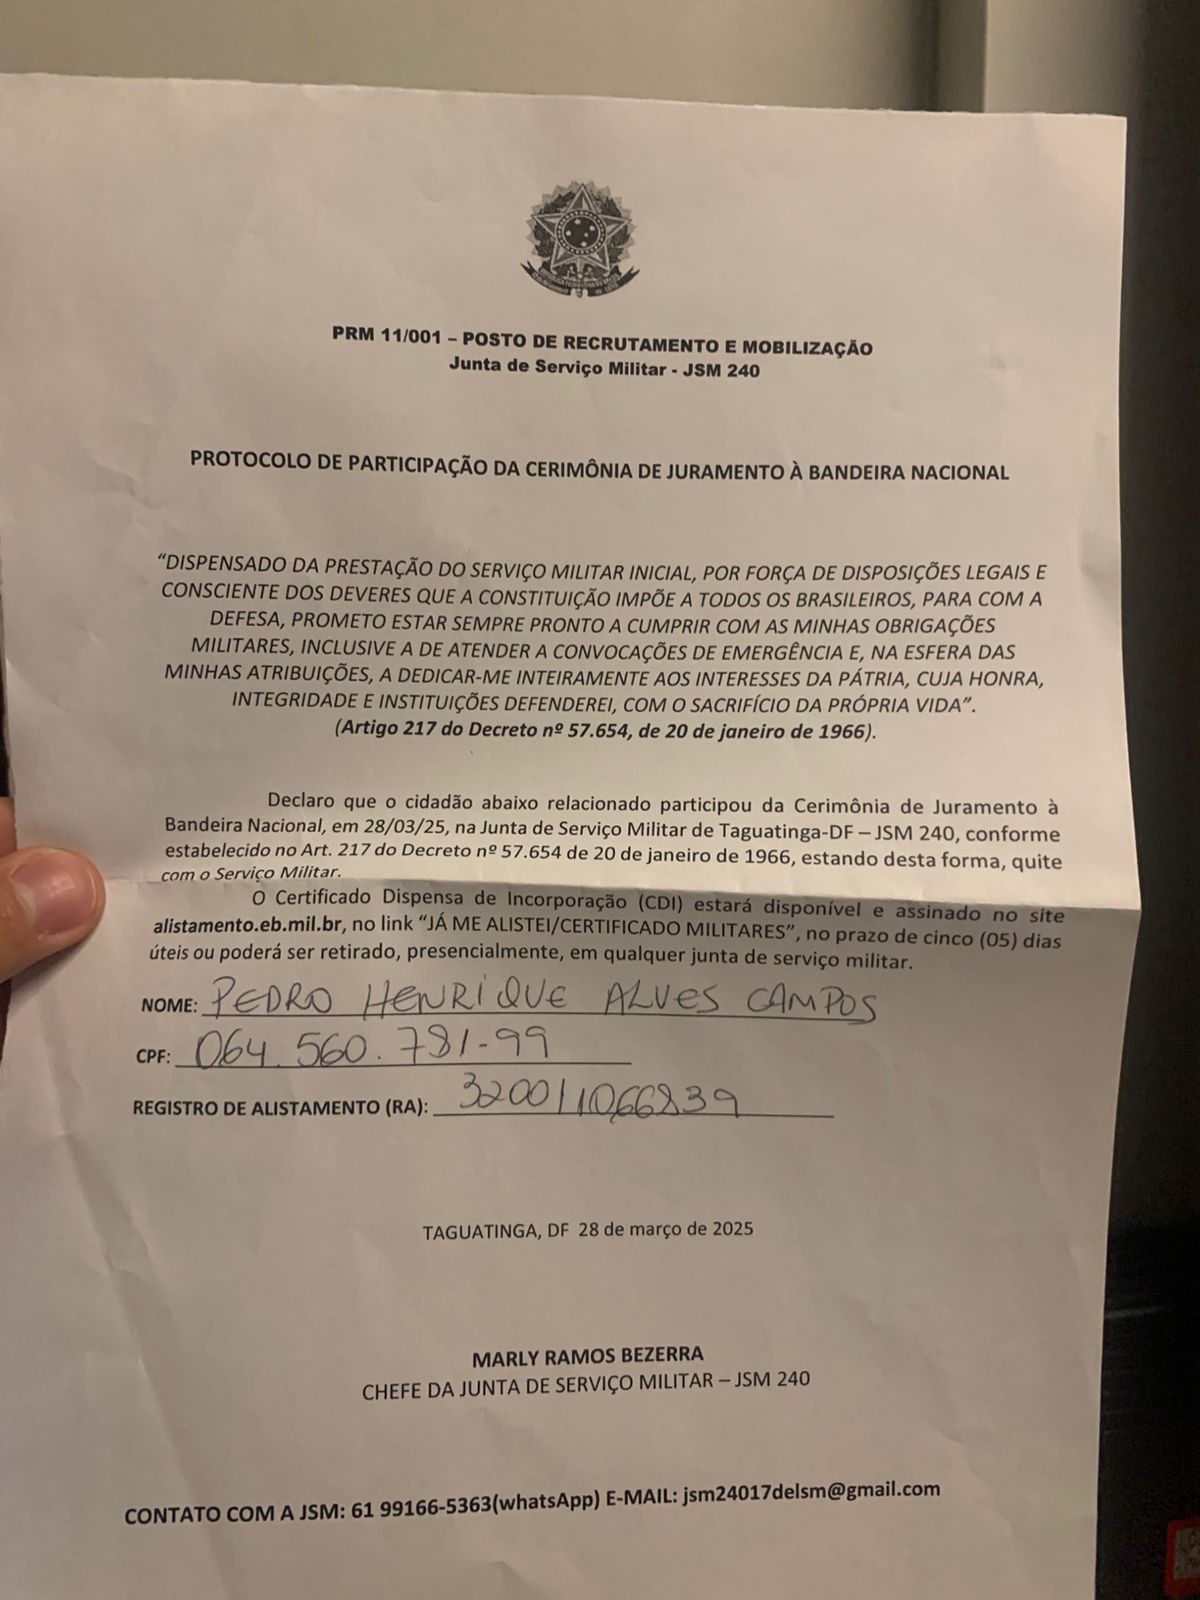 PRM 11/001 – POSTO DE RECRUTAMENTO E MOBILIZAÇÃO
Junta de Serviço Militar - JSM 240
PROTOCOLO DE PARTICIPAÇÃO DA CERIMÔNIA DE JURAMENTO À BANDEIRA NACIONAL
“DISPENSADO DA PRESTAÇÃO DO SERVIÇO MILITAR INICIAL, POR FORÇA DE DISPOSIÇÕES LEGAIS E
CONSCIENTE DOS DEVERES QUE A CONSTITUIÇÃO IMPÕE A TODOS OS BRASILEIROS, PARA COM A
DEFESA, PROMETO ESTAR SEMPRE PRONTO A CUMPRIR COM AS MINHAS OBRIGAÇÕES
MILITARES, INCLUSIVE A DE ATENDER A CONVOCAÇÕES DE EMERGÊNCIA E, NA ESFERA DAS
MINHAS ATRIBUIÇÕES, A DEDICAR-ME INTEIRAMENTE AOS INTERESSES DA PÁTRIA, CUJA HONRA,
INTEGRIDADE E INSTITUIÇÕES DEFENDEREI, COM O SACRIFÍCIO DA PRÓPRIA VIDA”.
(Artigo 217 do Decreto nº 57.654, de 20 de janeiro de 1966).
Declaro que o cidadão abaixo relacionado participou da Cerimônia de Juramento à
Bandeira Nacional, em 28/03/25, na Junta de Serviço Militar de Taguatinga-DF – JSM 240, conforme
estabelecido no Art. 217 do Decreto nº 57.654 de 20 de janeiro de 1966, estando desta forma, quite
com o Serviço Militar.
O Certificado Dispensa de Incorporação (CDI) estará disponível e assinado no site
alistamento.eb.mil.br, no link “JÁ ME ALISTEI/CERTIFICADO MILITARES”, no prazo de cinco (05) dias
úteis ou poderá ser retirado, presencialmente, em qualquer junta de serviço militar.
NOME: PEDRO HENRIQUE ALVES CAMPOS
CPF: 064.560.781-99
REGISTRO DE ALISTAMENTO (RA): 320011066839
TAGUATINGA, DF 28 de março de 2025
MARLY RAMOS BEZERRA
CHEFE DA JUNTA DE SERVIÇO MILITAR – JSM 240
CONTATO COM A JSM: 61 99166-5363(whatsApp) E-MAIL: jsm24017delsm@gmail.com